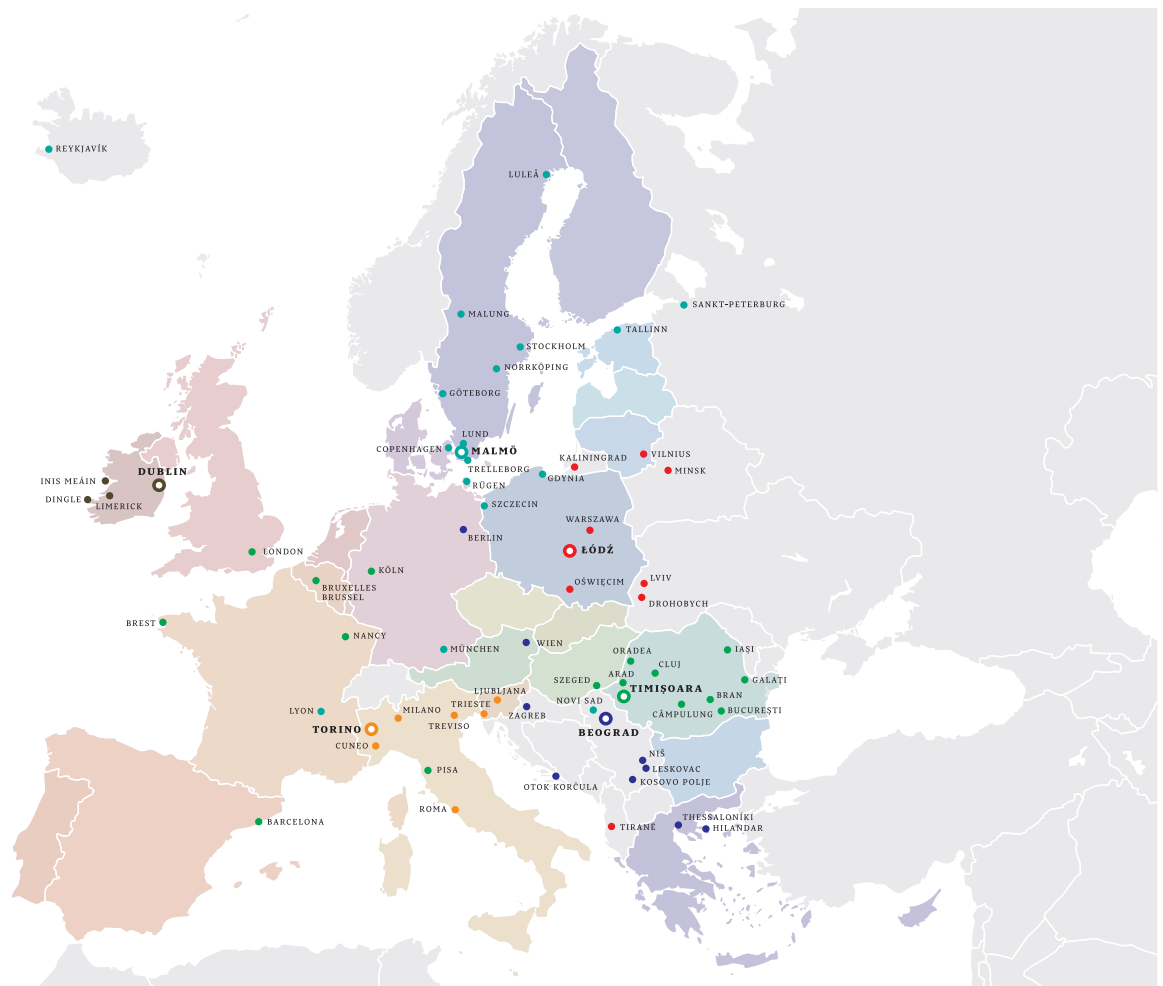 REYKJAVÍK
LULEÅ
SANKT-PETERBURG
MALUNG
TALLINN
STOCKHOLM
NORRKÖPING
GÖTEBORG
LUND
COPENHAGEN
MALMÖ
KALININGRAD
VILNIUS
DUBLIN
TRELLEBORG
MINSK
INIS MEÁIN
GDYNIA
RÜGEN
DINGLE
LIMERICK
SZCZECIN
WARSZAWA
BERLIN
LONDON
ŁÓDŹ
KÖLN
LVIV
OŚWIĘCIM
BRUXELLES
BRUSSEL
DROHOBYCH
BREST
NANCY
WIEN
MÜNCHEN
ORADEA
IAȘI
CLUJ
ARAD
SZEGED
GALAȚI
TIMIȘOARA
LJUBLJANA
BRAN
NOVI SAD
TRIESTE
MILANO
LYON
ZAGREB
CÂMPULUNG
BUCUREȘTI
TREVISO
TORINO
BEOGRAD
CUNEO
NIŠ
PISA
LESKOVAC
KOSOVO POLJE
OTOK KORČULA
ROMA
THESSALONÍKI
BARCELONA
TIRANË
HILANDAR